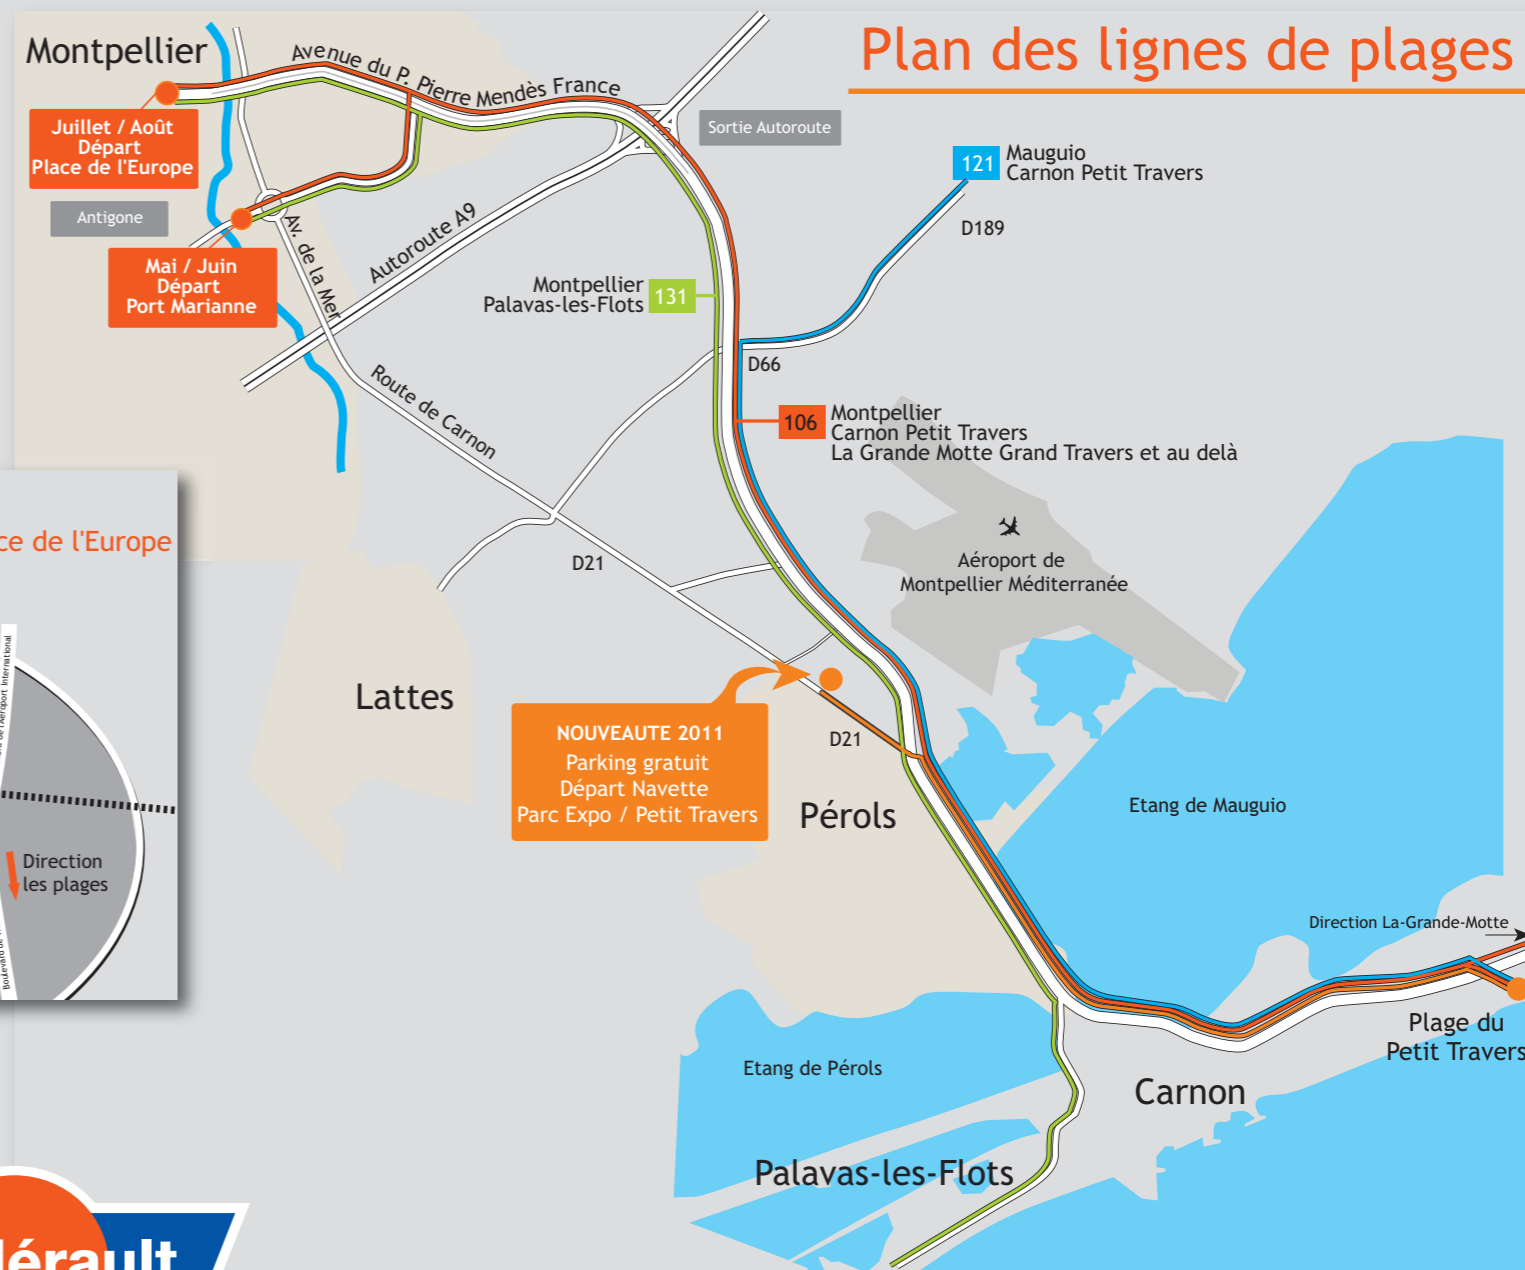 Plan des lignes de plages
Montpellier
Avenue du P. Pierre Mendès France
Sortie Autoroute
Juillet / Août
Départ
Place de l'Europe
Antigone
Mai / Juin
Départ
Port Marianne
Av. de la Mer
Autoroute A9
121
Mauguio
Carnon Petit Travers
D189
Montpellier
Palavas-les-Flots
131
D66
Route de Carnon
106
Montpellier
Carnon Petit Travers
La Grande Motte Grand Travers et au delà
D21
Aéroport de
Montpellier Méditerranée
ce de l'Europe
de l'Aéroport International
Direction
les plages
Lattes
NOUVEAUTE 2011
Parking gratuit
Départ Navette
Parc Expo / Petit Travers
D21
Pérols
Etang de Mauguio
Direction La-Grande-Motte
Plage du
Petit Travers
Etang de Pérols
Carnon
Palavas-les-Flots
érault